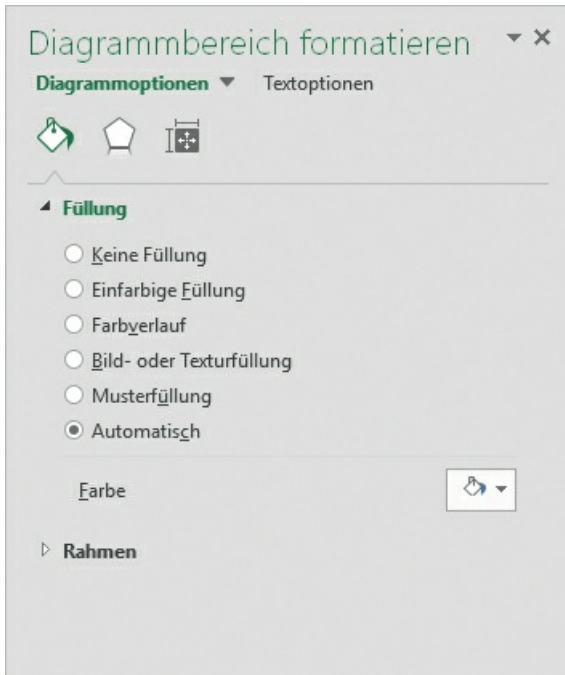 Diagrammbereich formatieren
Diagrammoptionen Textoptionen
Füllung
Keine Füllung
Einfarbige Füllung
Farbverlauf
Bild- oder Texturfüllung
Musterfüllung
Automatisch
Farbe
Rahmen